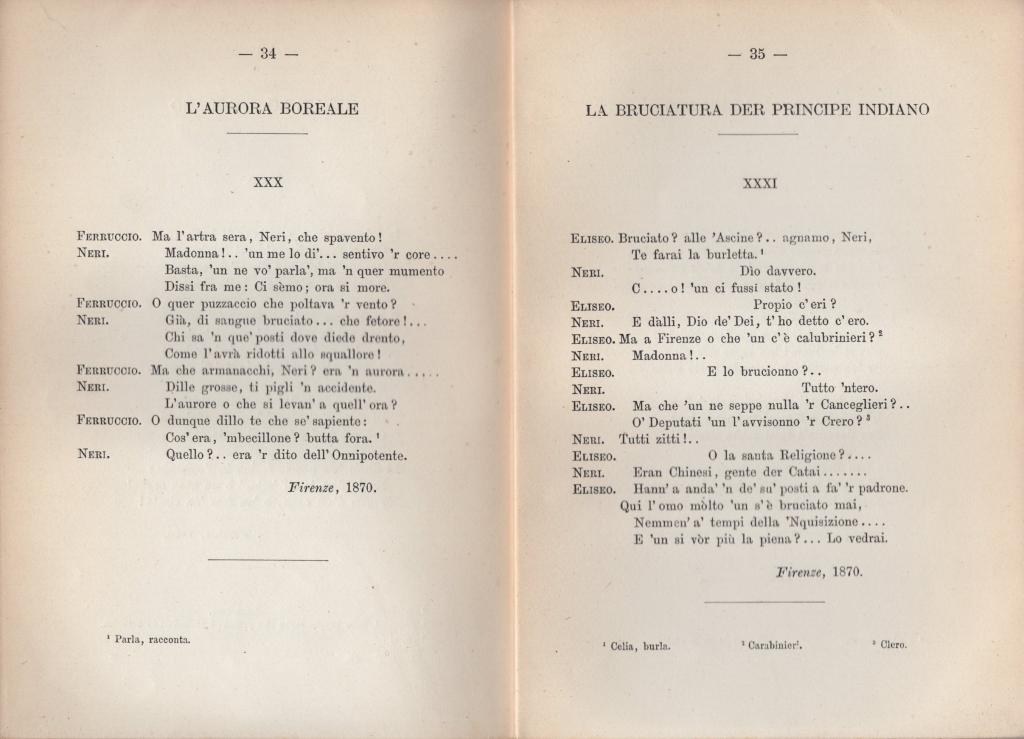 — 34 —
L'AURORA BOREALE
XXX
FERRUCCIO. Ma l'artra sera, Neri, che spavento!
NERI. Madonna!.. 'un me lo di'... sentivo 'r core....
Basta, 'un ne vo' parla', ma 'n quer mumento
Dissi fra me: Ci sèmo; ora si more.
FERRUCCIO. O quer puzzaccio che poltava 'r vento?
NERI. Già, di sangue bruciato... che fetore!...
Chi sa 'n que' posti dove diede drento,
Come l'avrà ridotti allo squallore!
FERRUCCIO. Ma che armanacchi, Neri? era 'n aurora.....
NERI. Dille grosse, ti pigli 'n accidente.
L'aurore o che si levan' a quell'ora?
FERRUCCIO. O dunque dillo te che se' sapiente:
Cos'era, 'mbecillone? butta fora. ¹
NERI. Quello?.. era 'r dito dell'Onnipotente.
Firenze, 1870.
¹ Parla, racconta.
— 35 —
LA BRUCIATURA DER PRINCIPE INDIANO
XXXI
ELISEO. Bruciato? alle 'Ascine?.. agnamo, Neri,
Te farai la burletta. ¹
NERI. Dio davvero.
C....o! 'un ci fussi stato!
ELISEO. Propio c'eri?
NERI. E dàlli, Dio de' Dei, t'ho detto c'ero.
ELISEO. Ma a Firenze o che 'un c'è calubrinieri? ²
NERI. Madonna!..
ELISEO. E lo brucionno?..
NERI. Tutto 'ntero.
ELISEO. Ma che 'un ne seppe nulla 'r Canceglieri?..
O' Deputati 'un l'avvisonno 'r Crero? ³
NERI. Tutti zitti!..
ELISEO. O la santa Religione?....
NERI. Eran Chinesi, gente der Catai.......
ELISEO. Hann' a anda' 'n de' su' posti a fa' 'r padrone.
Qui l'omo mòlto 'un s'è bruciato mai,
Nemmen' a' tempi della 'Nquisizione....
E 'un si vòr più la piena?... Lo vedrai.
Firenze, 1870.
¹ Celia, burla. ² Carabinieri. ³ Clero.